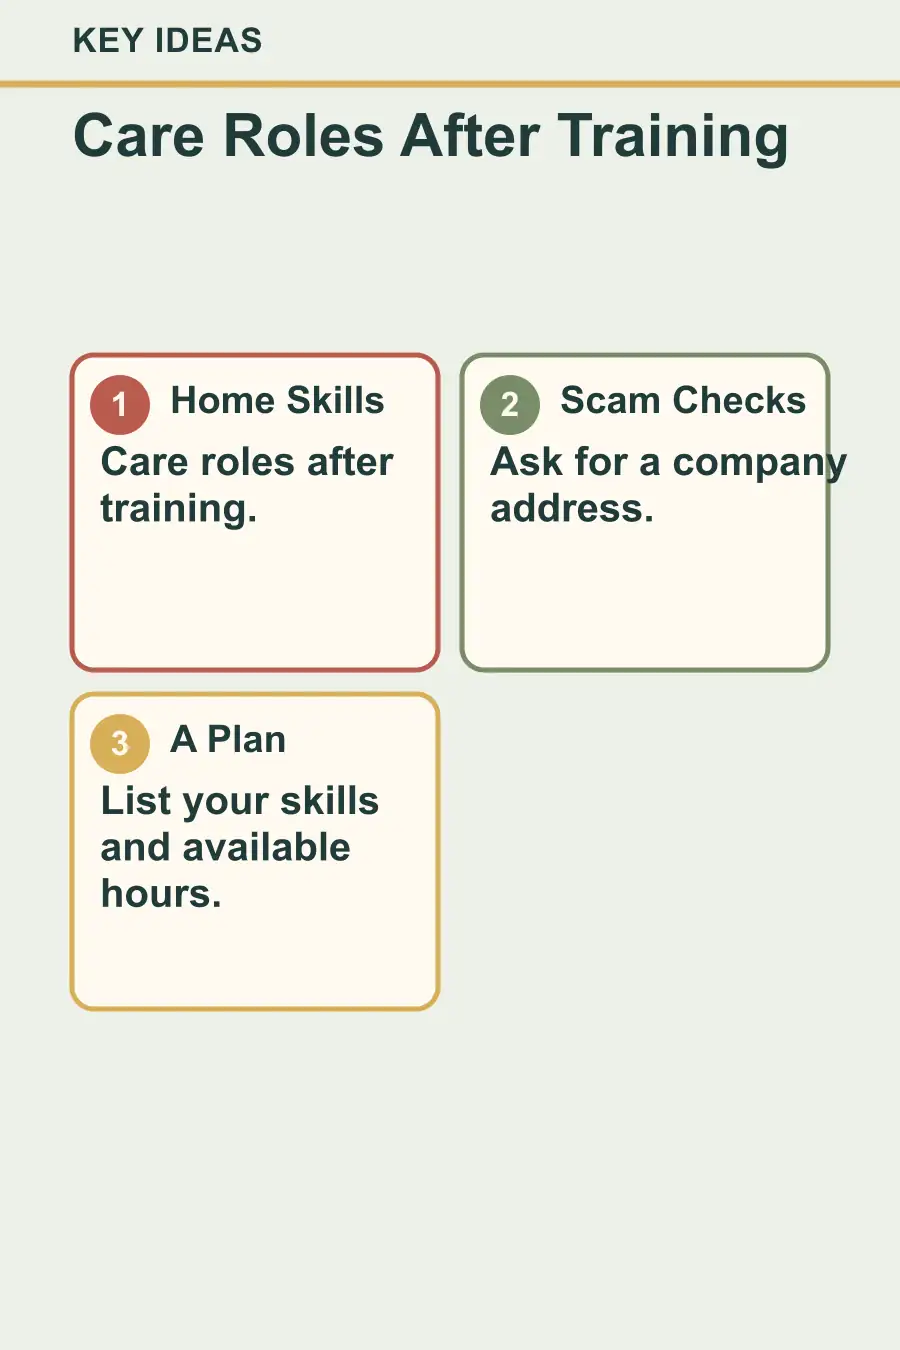 KEY IDEAS
Care Roles After Training
1 Home Skills
Care roles after
training.
2 Scam Checks
Ask for a company
address.
3 A Plan
List your skills
and available
hours.